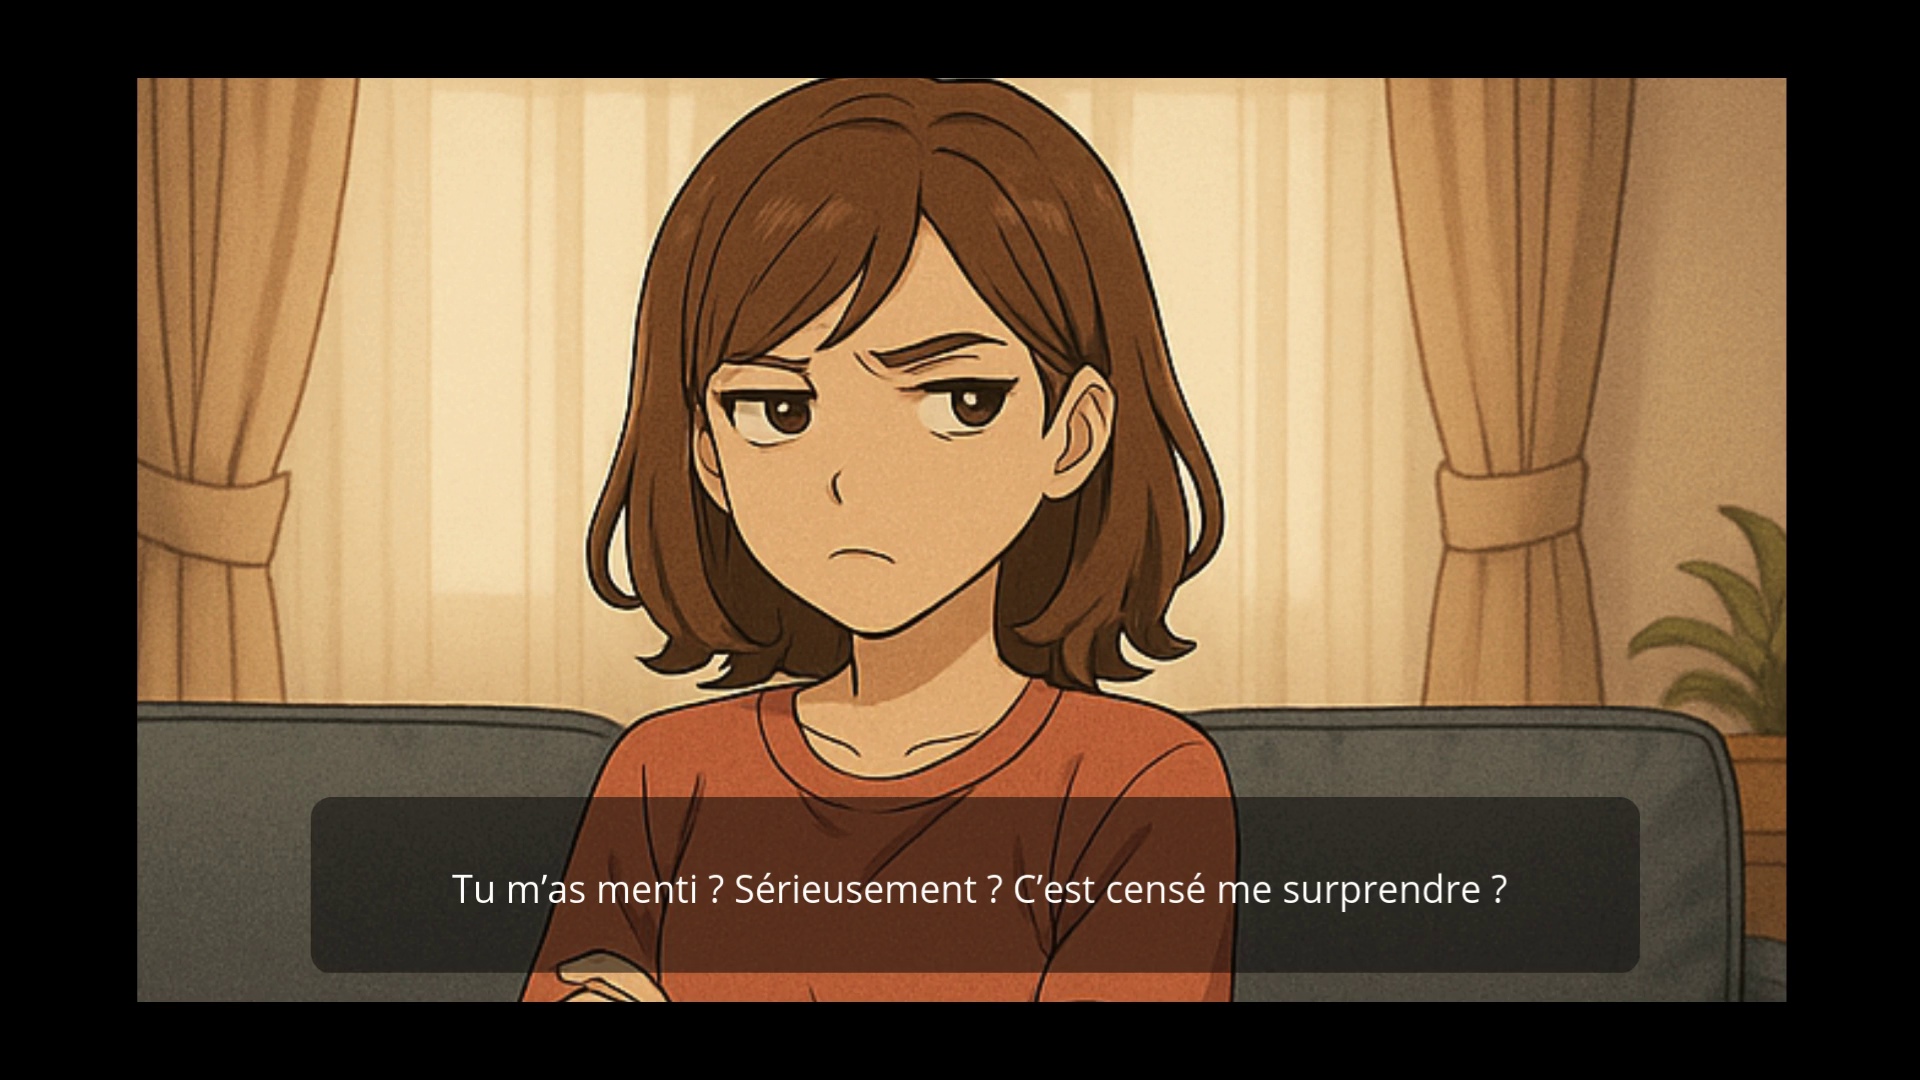 Tu m’as menti ? Sérieusement ? C’est censé me surprendre ?